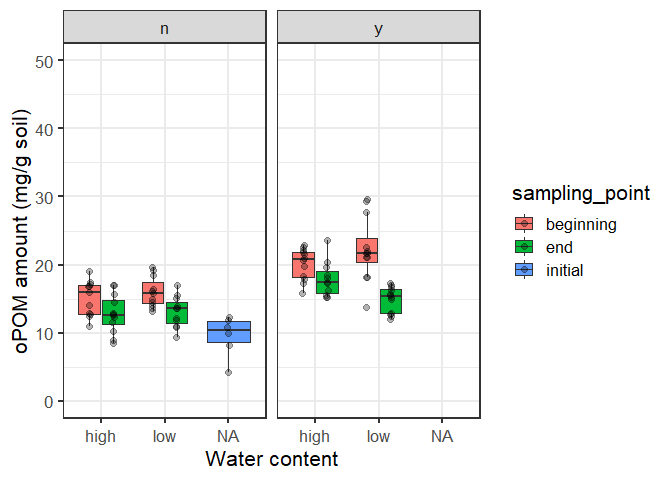 n
y
50
40
30
20
10
0
oPOM amount (mg/g soil)
high
low
NA
high
low
NA
Water content
sampling_point
beginning
end
initial